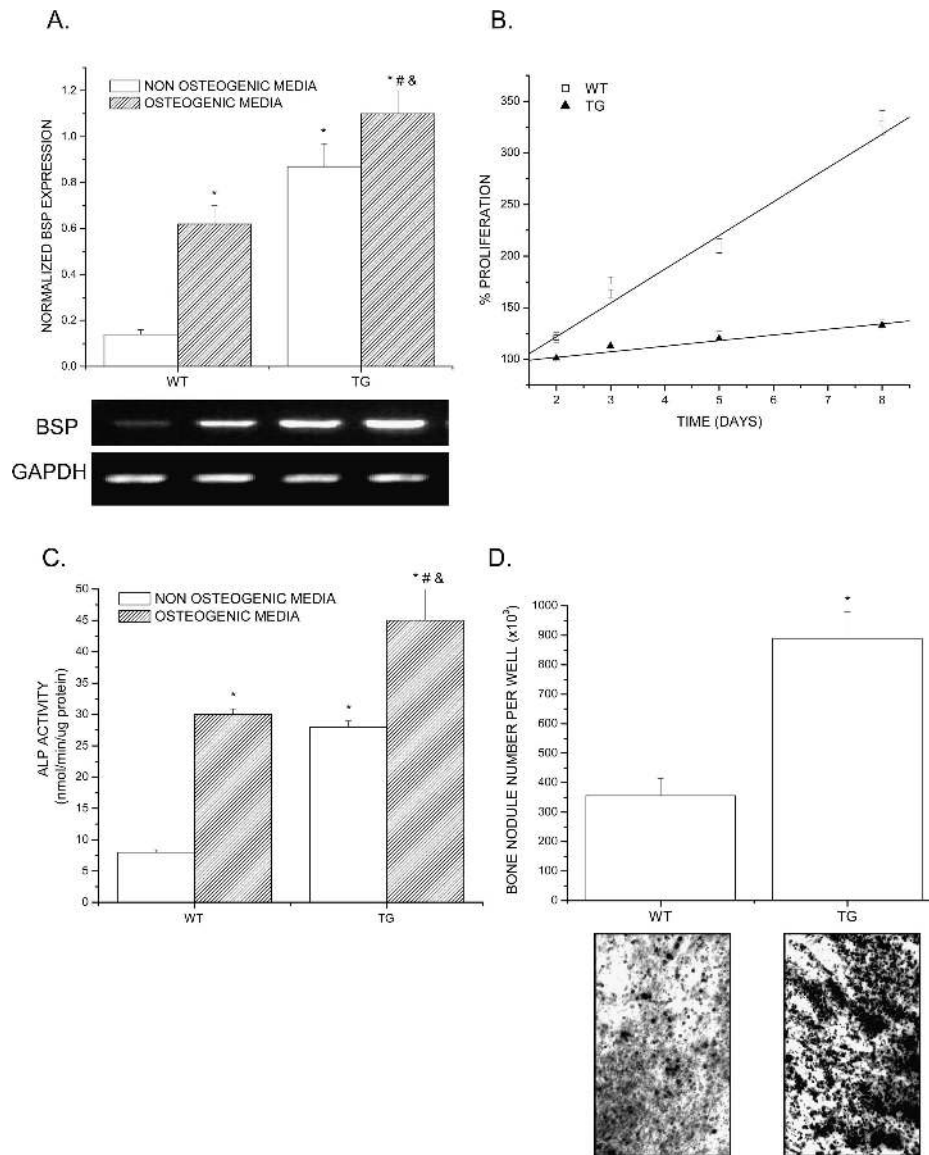 A.
NON OSTEOGENIC MEDIA
OSTEOGENIC MEDIA
* # &
*
*
NORMALIZED BSP EXPRESSION
1.2
1.0
0.8
0.6
0.4
0.2
0.0
WT
TG
BSP
GAPDH
B.
WT
TG
% PROLIFERATION
350
300
250
200
150
100
2
3
4
5
6
7
8
TIME (DAYS)
C.
NON OSTEOGENIC MEDIA
OSTEOGENIC MEDIA
* # &
*
*
ALP ACTIVITY
(nmol/min/ug protein)
50
45
40
35
30
25
20
15
10
5
0
WT
TG
D.
*
BONE NODULE NUMBER PER WELL (x10³)
1000
900
800
700
600
500
400
300
200
100
0
WT
TG